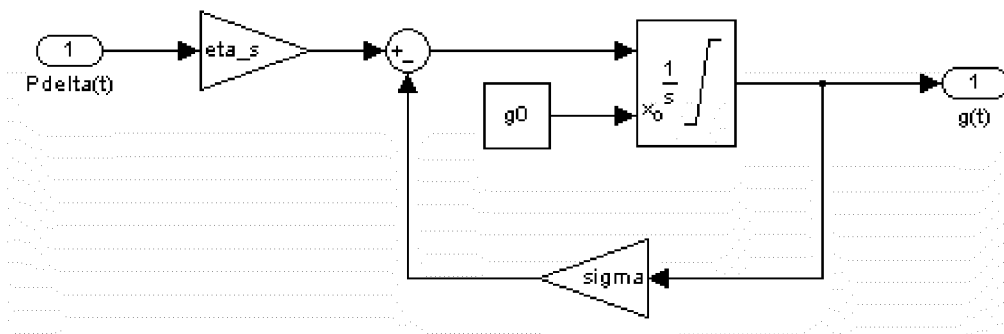 1
Pdelta(t)
eta_s
+
−
g0
x₀
1
s
1
g(t)
sigma